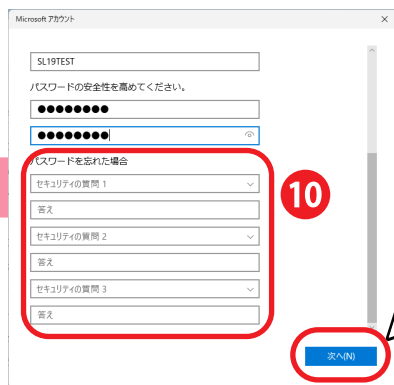 Microsoft アカウント
SL19TEST
パスワードの安全性を高めてください。
●●●●●●●●
●●●●●●●●
パスワードを忘れた場合
セキュリティの質問 1
10
答え
セキュリティの質問 2
答え
セキュリティの質問 3
答え
次へ(N)